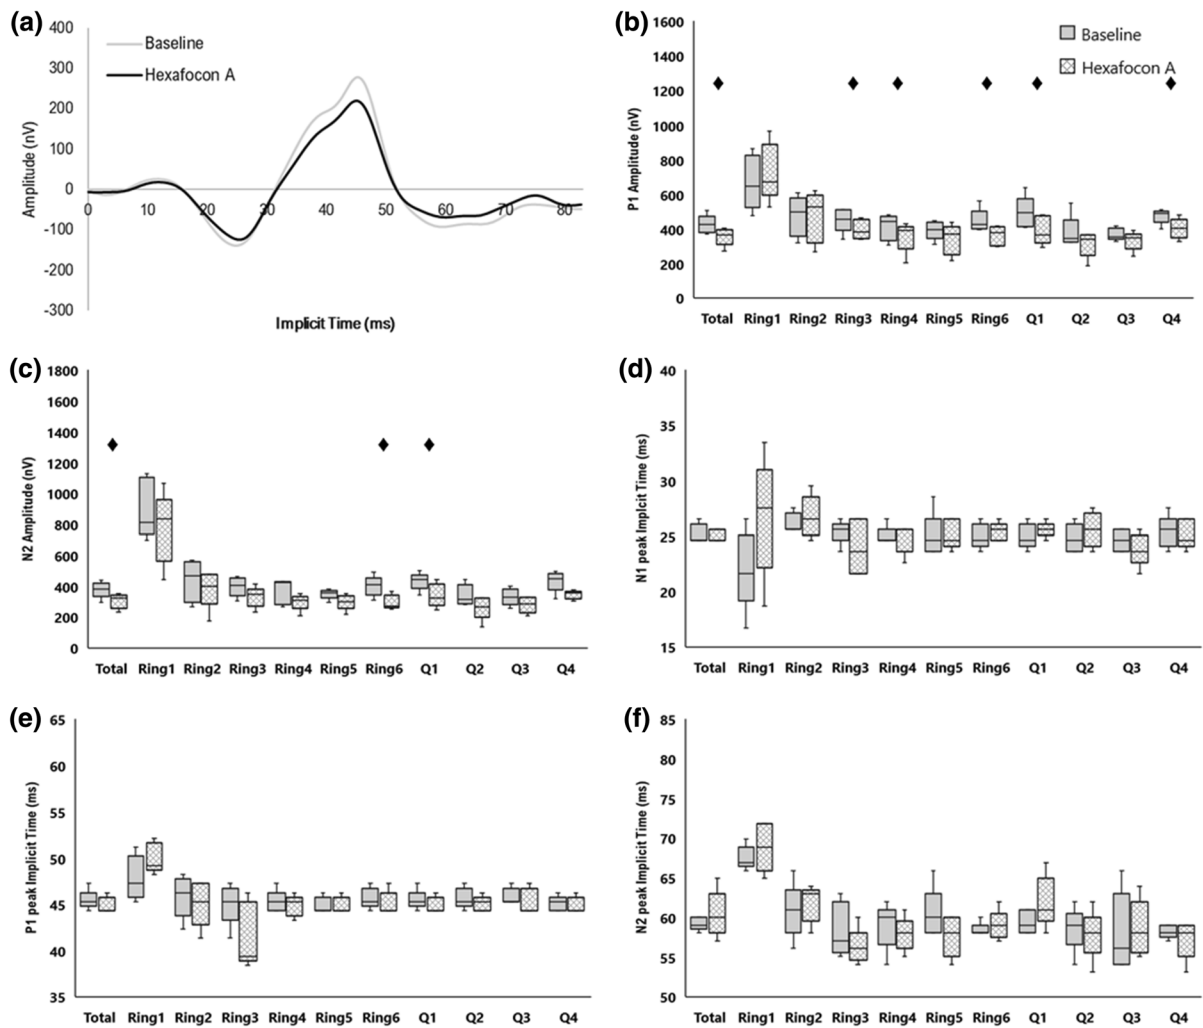 (a)
400
300
200
100
0
-100
-200
-300
Amplitude (nV)
Baseline
Hexafocon A
0 10 20 30 40 50 60 70 80
Implicit Time (ms)
(b)
1600
1400
1200
1000
800
600
400
200
0
P1 Amplitude (nV)
Baseline
Hexafocon A
Total Ring1 Ring2 Ring3 Ring4 Ring5 Ring6 Q1 Q2 Q3 Q4
(c)
1800
1600
1400
1200
1000
800
600
400
200
0
N2 Amplitude (nV)
Total Ring1 Ring2 Ring3 Ring4 Ring5 Ring6 Q1 Q2 Q3 Q4
(d)
40
35
30
25
20
15
N1 peak Implcit Time (ms)
Total Ring1 Ring2 Ring3 Ring4 Ring5 Ring6 Q1 Q2 Q3 Q4
(e)
65
60
55
50
45
40
35
P1 peak Implicit Time (ms)
Total Ring1 Ring2 Ring3 Ring4 Ring5 Ring6 Q1 Q2 Q3 Q4
(f)
85
80
75
70
65
60
55
50
N2 peak Implicit Time (ms)
Total Ring1 Ring2 Ring3 Ring4 Ring5 Ring6 Q1 Q2 Q3 Q4